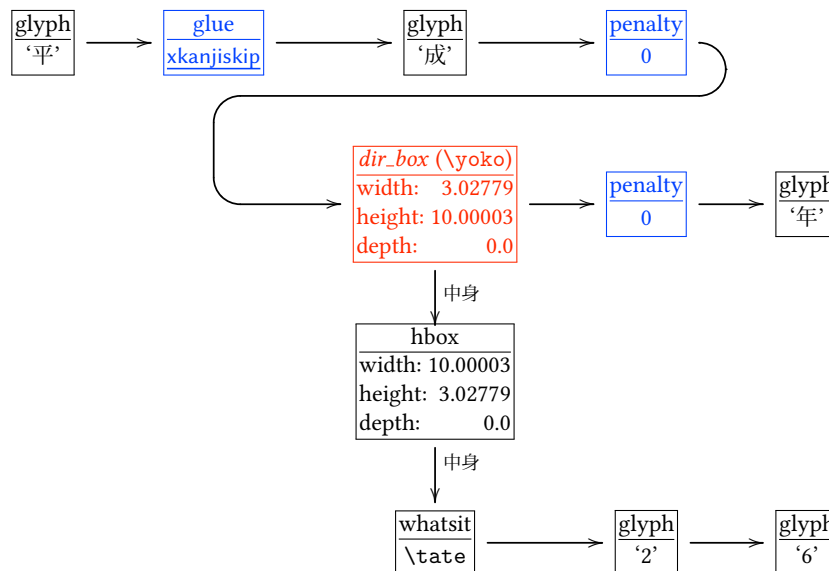 glyph
‘平’
glue
xkanjiskip
glyph
‘成’
penalty
0
dir_box (\yoko)
width: 3.02779
height: 10.00003
depth: 0.0
penalty
0
glyph
‘年’
中身
hbox
width: 10.00003
height: 3.02779
depth: 0.0
中身
whatsit
\tate
glyph
‘2’
glyph
‘6’